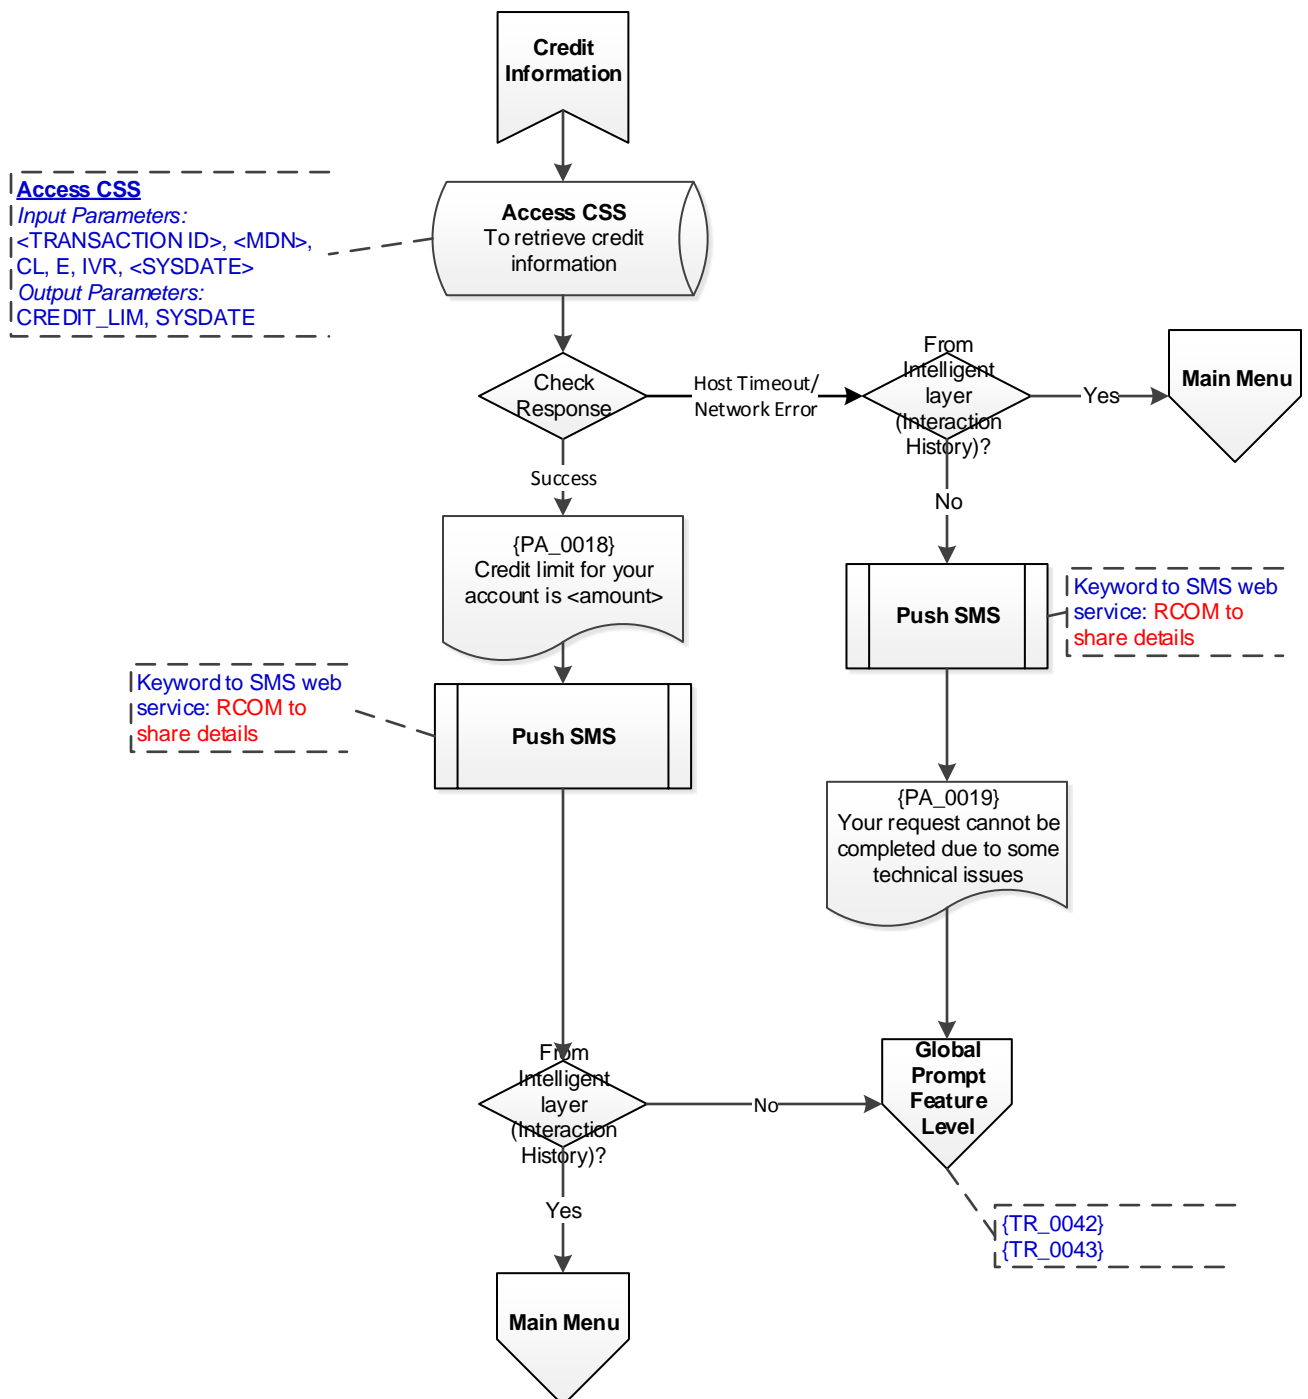 Credit
Information
Access CSS
Input Parameters:
<TRANSACTION ID>, <MDN>,
CL, E, IVR, <SYSDATE>
Output Parameters:
CREDIT_LIM, SYSDATE
Access CSS
To retrieve credit
information
Check
Response
Host Timeout/
Network Error
From
Intelligent
layer
(Interaction
History)?
Yes
Main Menu
Success
No
{PA_0018}
Credit limit for your
account is <amount>
Push SMS
Keyword to SMS web
service: RCOM to
share details
Keyword to SMS web
service: RCOM to
share details
Push SMS
{PA_0019}
Your request cannot be
completed due to some
technical issues
From
Intelligent
layer
(Interaction
History)?
No
Global
Prompt
Feature
Level
Yes
{TR_0042}
{TR_0043}
Main Menu